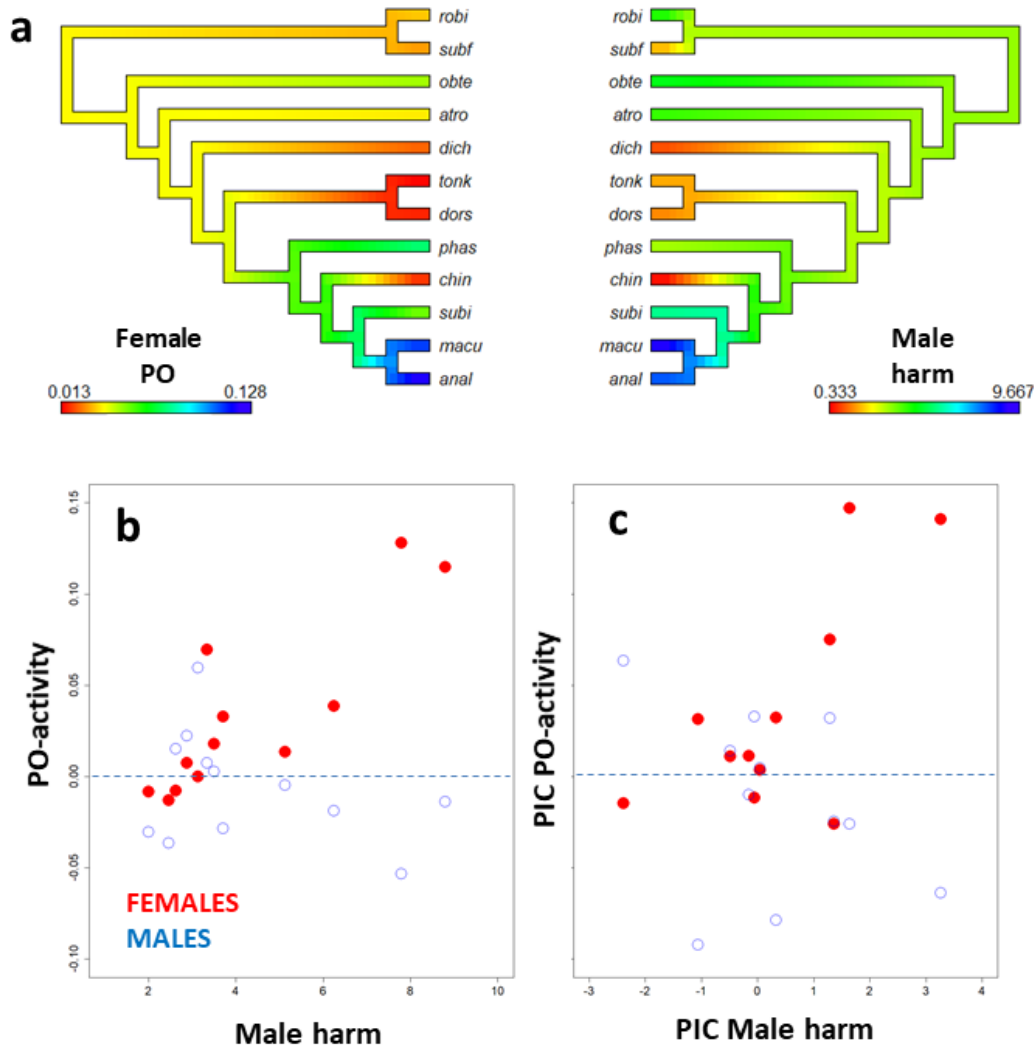 a
robi
subf
obte
atro
dich
tonk
dors
phas
chin
subi
macu
anal
Female
PO
0.013 0.128
robi
subf
obte
atro
dich
tonk
dors
phas
chin
subi
macu
anal
Male
harm
0.333 9.667
b
PO-activity
0.15
0.10
0.05
0.00
-0.05
-0.10
FEMALES
MALES
2 4 6 8 10
Male harm
c
PIC PO-activity
-3 -2 -1 0 1 2 3 4
PIC Male harm